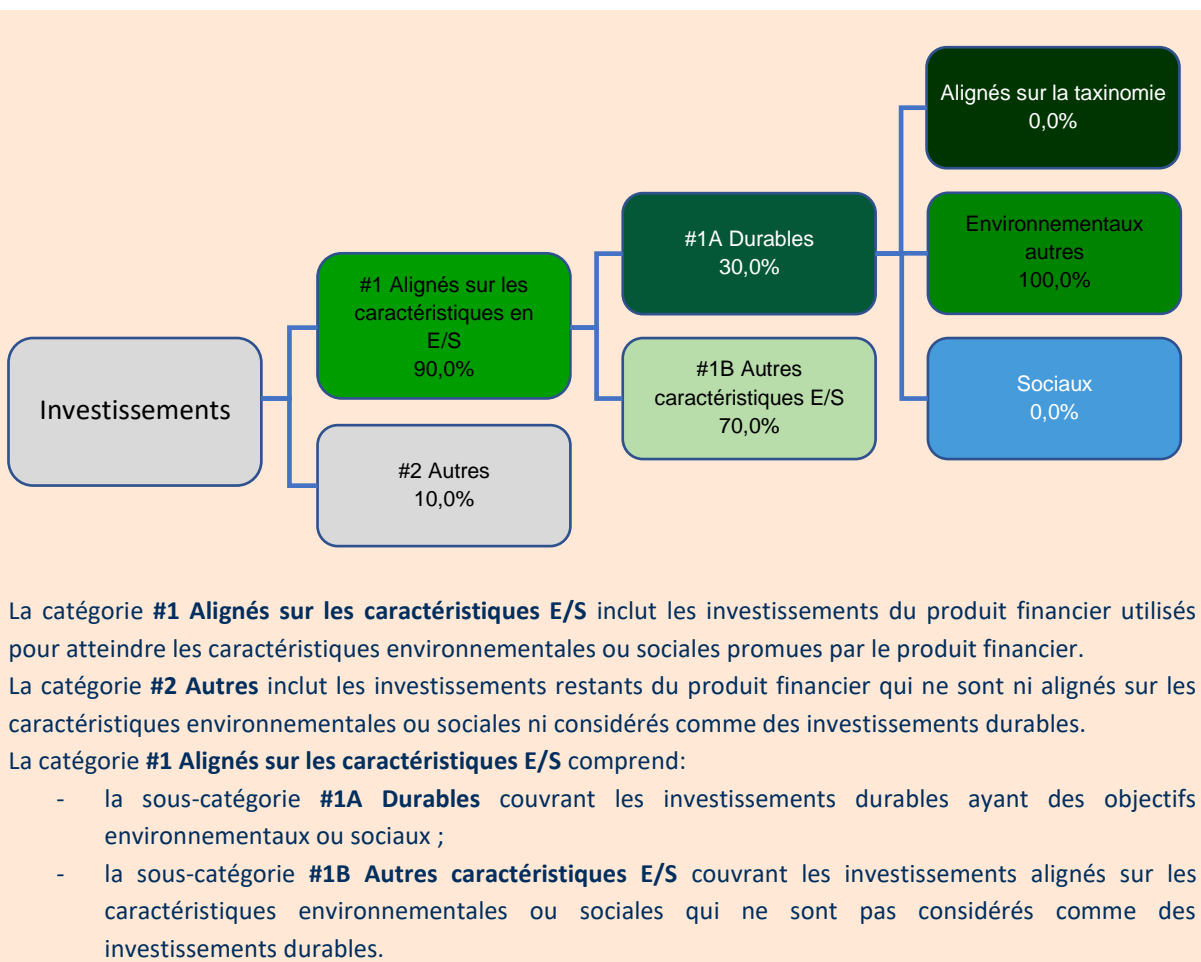 Alignés sur la taxinomie
0,0%
#1A Durables
30,0%
Environnementaux
autres
100,0%
#1 Alignés sur les
caractéristiques en
E/S
90,0%
#1B Autres
caractéristiques E/S
70,0%
Sociaux
0,0%
Investissements
#2 Autres
10,0%
La catégorie #1 Alignés sur les caractéristiques E/S inclut les investissements du produit financier utilisés
pour atteindre les caractéristiques environnementales ou sociales promues par le produit financier.
La catégorie #2 Autres inclut les investissements restants du produit financier qui ne sont ni alignés sur les
caractéristiques environnementales ou sociales ni considérés comme des investissements durables.
La catégorie #1 Alignés sur les caractéristiques E/S comprend:
- la sous-catégorie #1A Durables couvrant les investissements durables ayant des objectifs
environnementaux ou sociaux ;
- la sous-catégorie #1B Autres caractéristiques E/S couvrant les investissements alignés sur les
caractéristiques environnementales ou sociales qui ne sont pas considérés comme des
investissements durables.